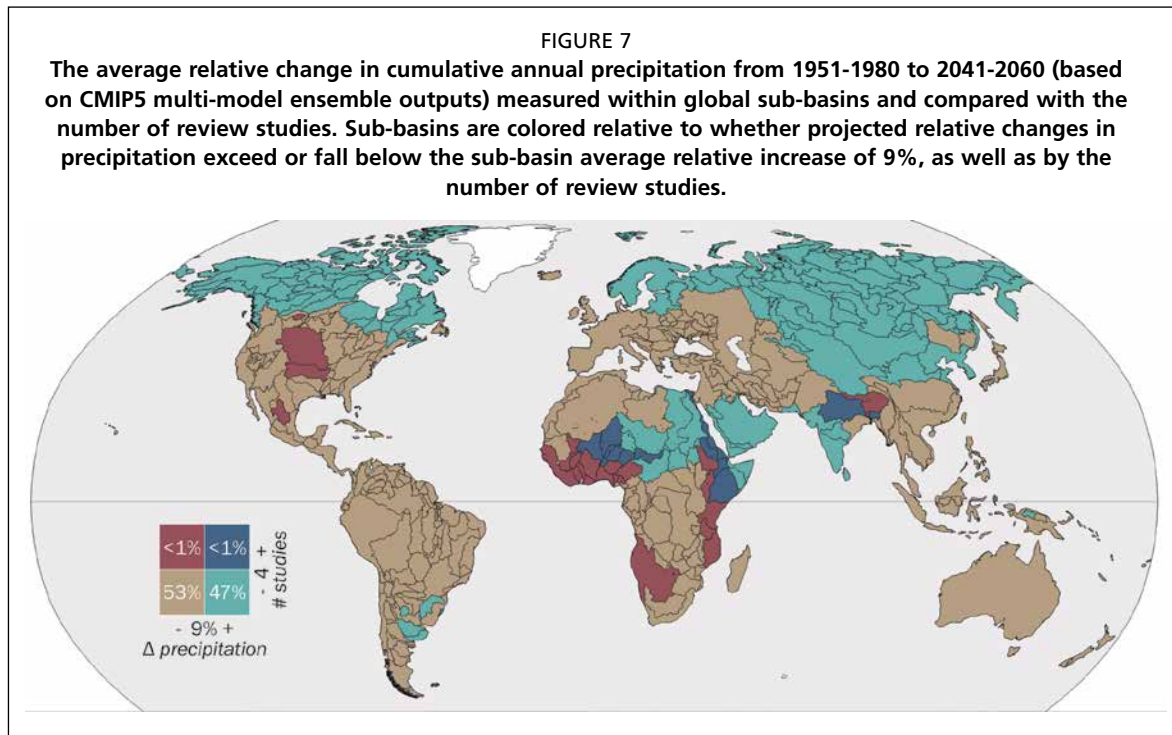 FIGURE 7
The average relative change in cumulative annual precipitation from 1951-1980 to 2041-2060 (based
on CMIP5 multi-model ensemble outputs) measured within global sub-basins and compared with the
number of review studies. Sub-basins are colored relative to whether projected relative changes in
precipitation exceed or fall below the sub-basin average relative increase of 9%, as well as by the
number of review studies.
<1% <1%
53% 47%
- 4 +
# studies
- 9% +
Δ precipitation